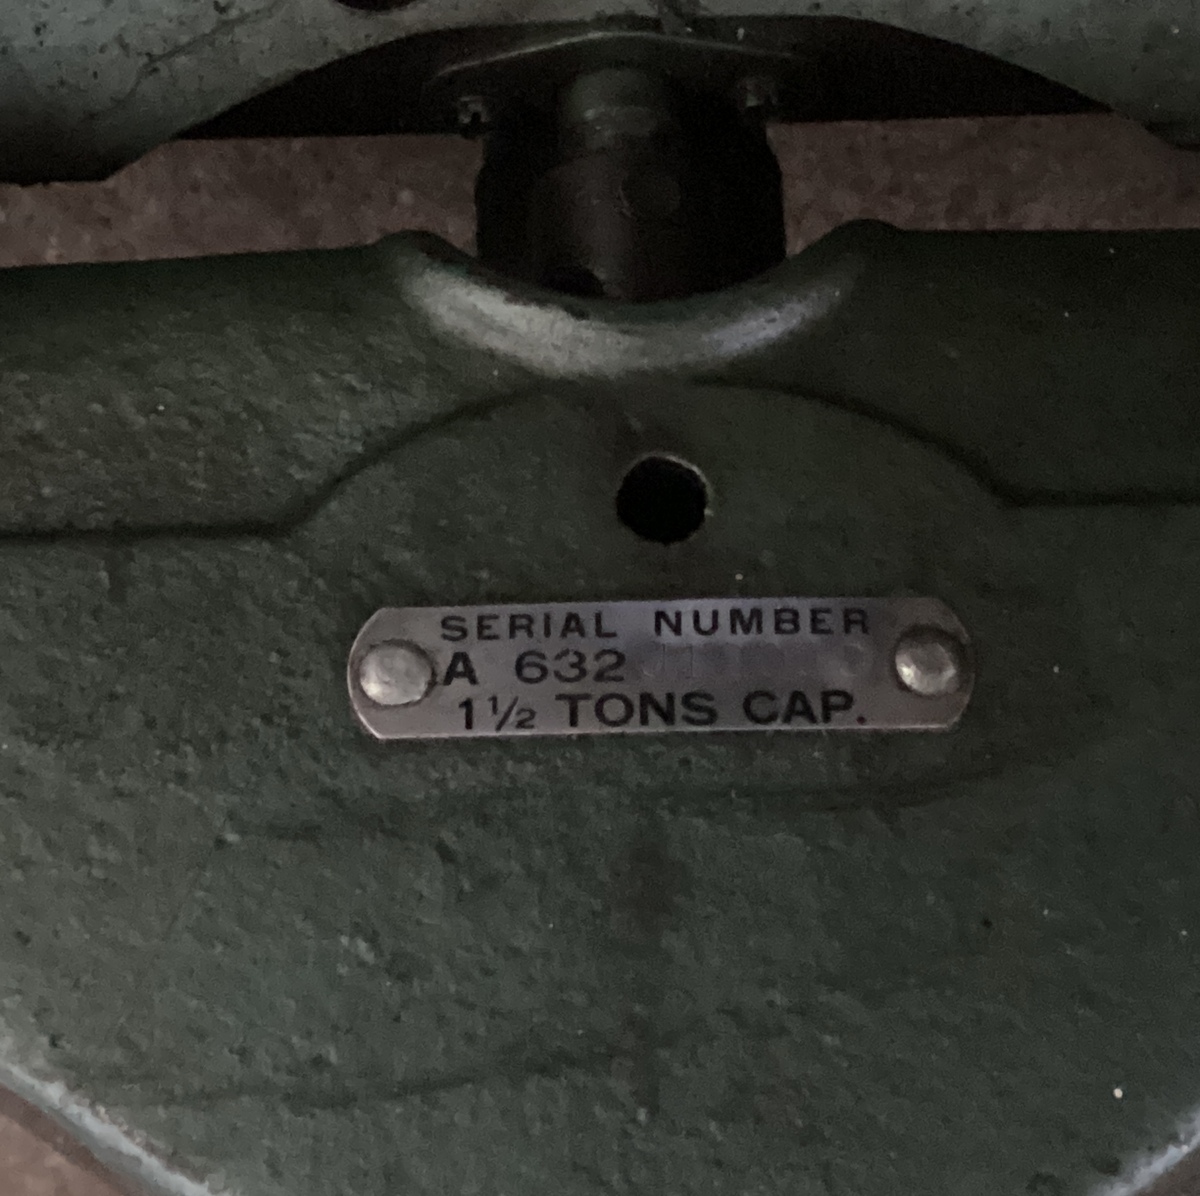 SERIAL NUMBER
A 632
1½ TONS CAP.